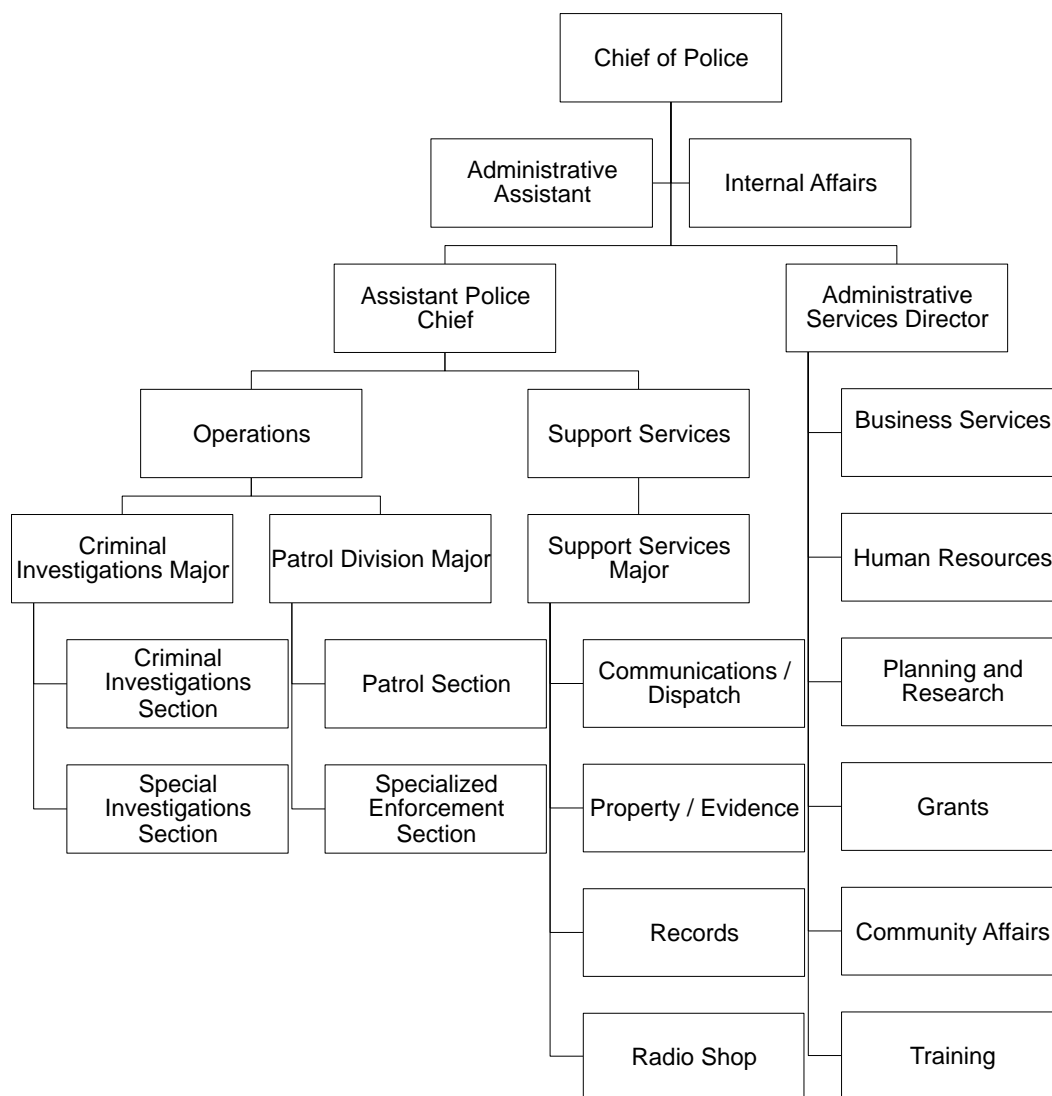 Chief of Police
Administrative
Assistant
Internal Affairs
Assistant Police
Chief
Administrative
Services Director
Operations
Support Services
Business Services
Criminal
Investigations Major
Patrol Division Major
Support Services
Major
Human Resources
Criminal
Investigations
Section
Patrol Section
Communications /
Dispatch
Planning and
Research
Special
Investigations
Section
Specialized
Enforcement
Section
Property / Evidence
Grants
Records
Community Affairs
Radio Shop
Training